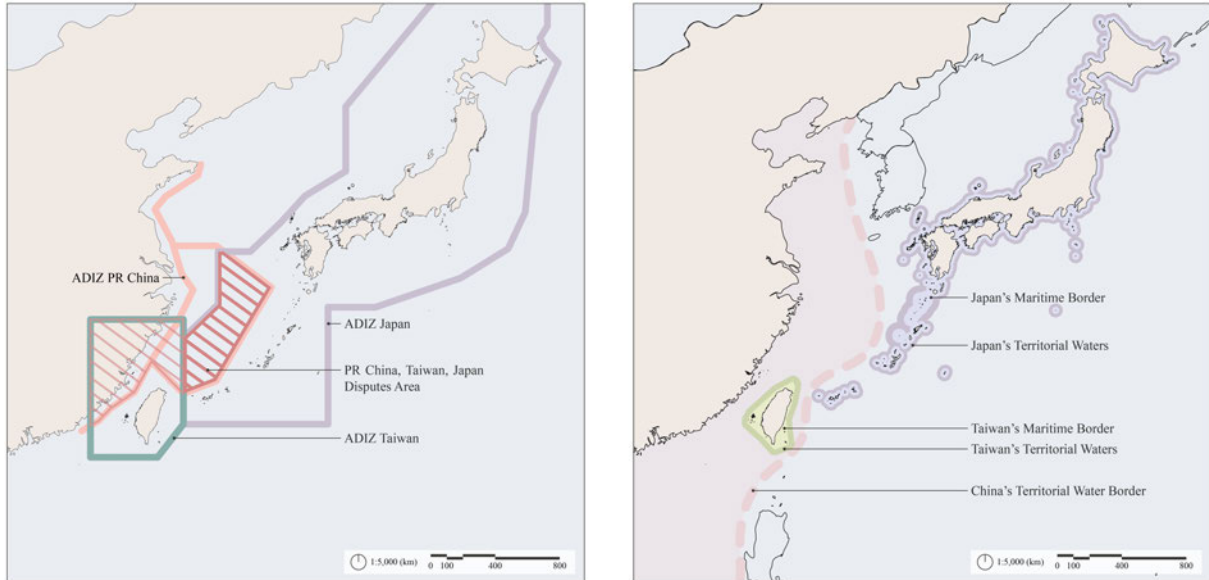 ADIZ PR China
ADIZ Japan
PR China, Taiwan, Japan
Disputes Area
ADIZ Taiwan
1:5,000 (km)
0 100 400 800
Japan's Maritime Border
Japan's Territorial Waters
Taiwan's Maritime Border
Taiwan's Territorial Waters
China's Territorial Water Border
1:5,000 (km)
0 100 400 800